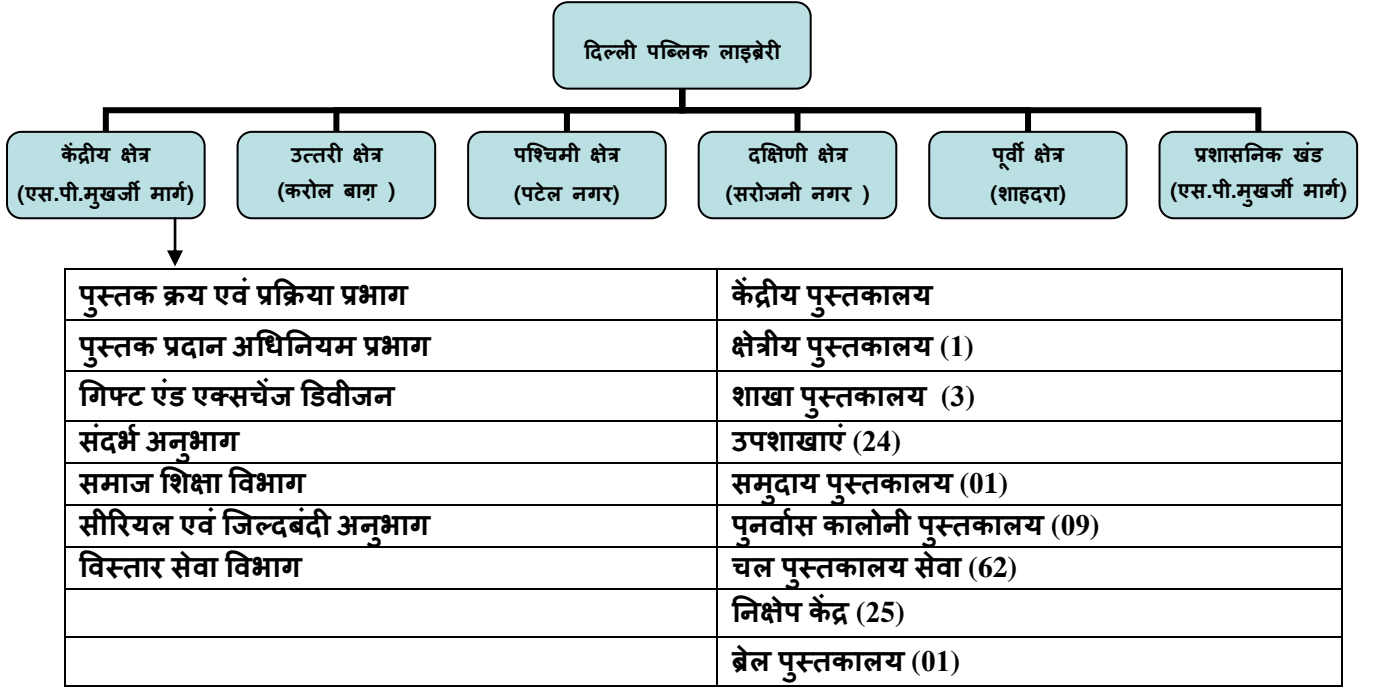 दिल्ली पब्लिक लाइब्रेरी
केंद्रीय क्षेत्र
(एस.पी.मुखर्जी मार्ग)
उत्तरी क्षेत्र
(करोल बाग़ )
पश्चिमी क्षेत्र
(पटेल नगर)
दक्षिणी क्षेत्र
(सरोजनी नगर )
पूर्वी क्षेत्र
(शाहदरा)
प्रशासनिक खंड
(एस.पी.मुखर्जी मार्ग)
पुस्तक क्रय एवं प्रक्रिया प्रभाग केंद्रीय पुस्तकालय
पुस्तक प्रदान अधिनियम प्रभाग क्षेत्रीय पुस्तकालय (1)
गिफ्ट एंड एक्सचेंज डिवीजन शाखा पुस्तकालय (3)
संदर्भ अनुभाग उपशाखाएं (24)
समाज शिक्षा विभाग समुदाय पुस्तकालय (01)
सीरियल एवं जिल्दबंदी अनुभाग पुनर्वास कालोनी पुस्तकालय (09)
विस्तार सेवा विभाग चल पुस्तकालय सेवा (62)
निक्षेप केंद्र (25)
ब्रेल पुस्तकालय (01)